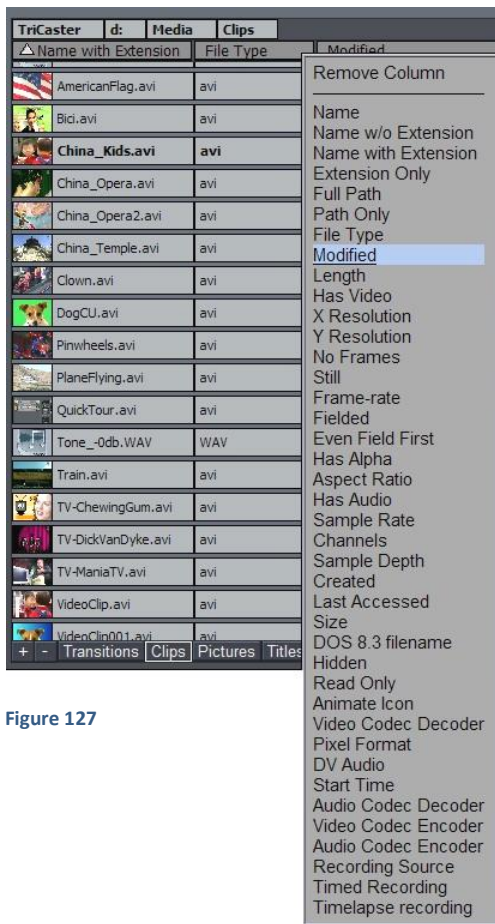 TriCaster d: Media Clips
Name with Extension File Type Modified
AmericanFlag.avi avi
Bici.avi avi
China_Kids.avi avi
China_Opera.avi avi
China_Opera2.avi avi
China_Temple.avi avi
Clown.avi avi
DogCU.avi avi
Pinwheels.avi avi
PlaneFlying.avi avi
QuickTour.avi avi
Tone_-0db.WAV WAV
Train.avi avi
TV-ChewingGum.avi avi
TV-DickVanDyke.avi avi
TV-ManiaTV.avi avi
VideoClip.avi avi
VideoClip001.avi avi
+ - Transitions Clips Pictures Titles
Remove Column
Name
Name w/o Extension
Name with Extension
Extension Only
Full Path
Path Only
File Type
Modified
Length
Has Video
X Resolution
Y Resolution
No Frames
Still
Frame-rate
Fielded
Even Field First
Has Alpha
Aspect Ratio
Has Audio
Sample Rate
Channels
Sample Depth
Created
Last Accessed
Size
DOS 8.3 filename
Hidden
Read Only
Animate Icon
Video Codec Decoder
Pixel Format
DV Audio
Start Time
Audio Codec Decoder
Video Codec Encoder
Audio Codec Encoder
Recording Source
Timed Recording
Timelapse recording
Figure 127